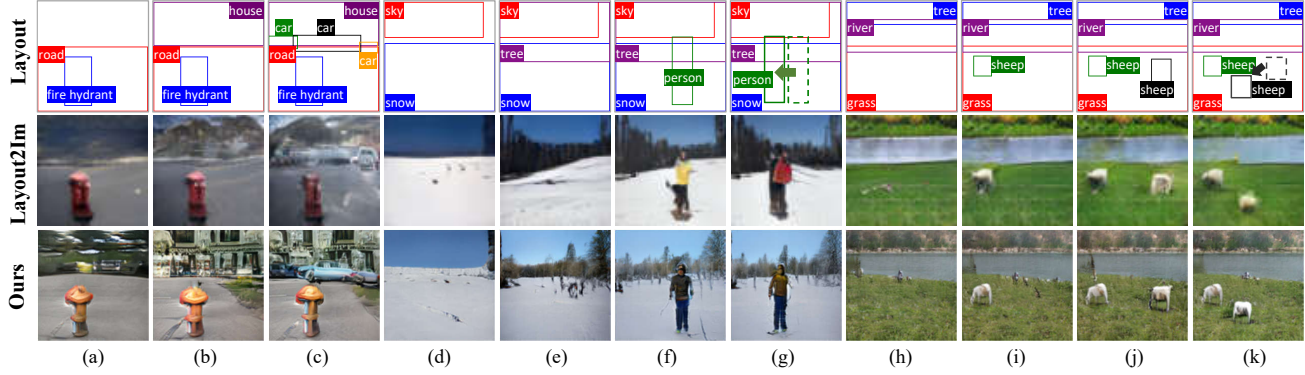 Layout
road
fire hydrant
house
road
fire hydrant
house
car
car
road
car
fire hydrant
sky
snow
sky
tree
snow
sky
tree
person
snow
sky
tree
person
snow
tree
river
grass
tree
river
sheep
grass
tree
river
sheep
sheep
grass
tree
river
sheep
sheep
grass
Layout2Im
Ours
(a) (b) (c) (d) (e) (f) (g) (h) (i) (j) (k)